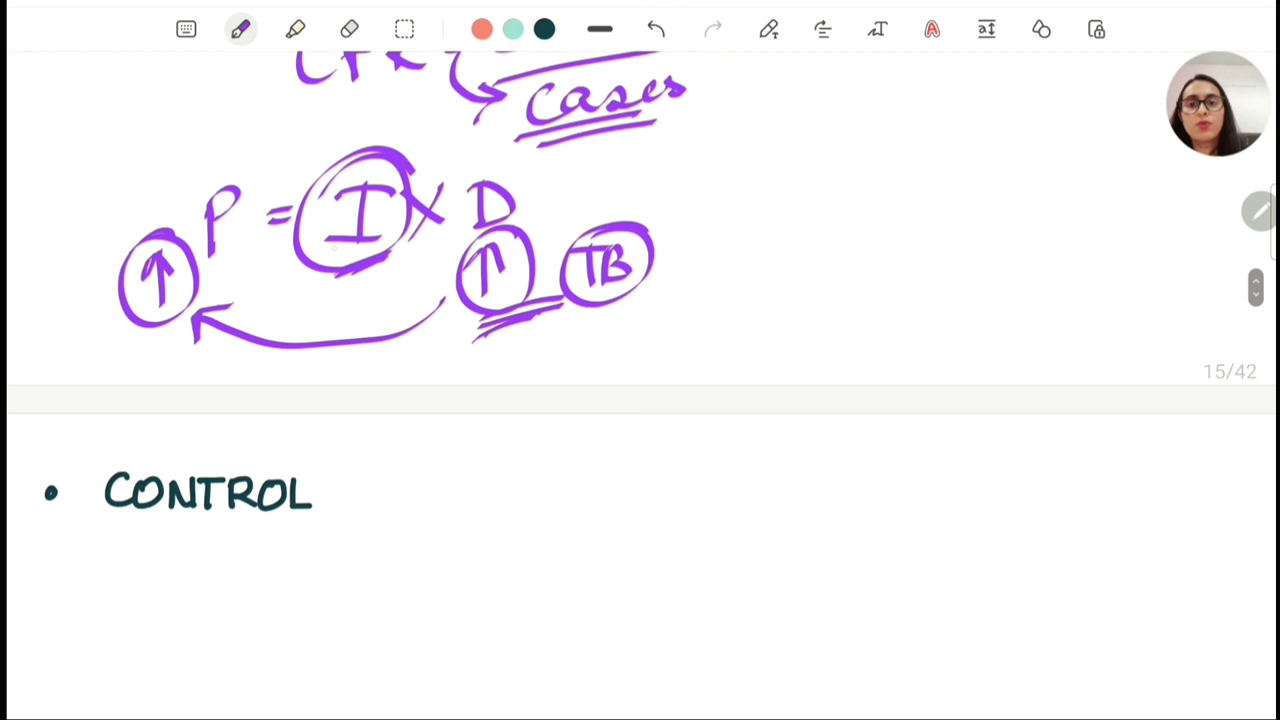 cases
P = I × D
↑ ↑ TB
15/42
• CONTROL